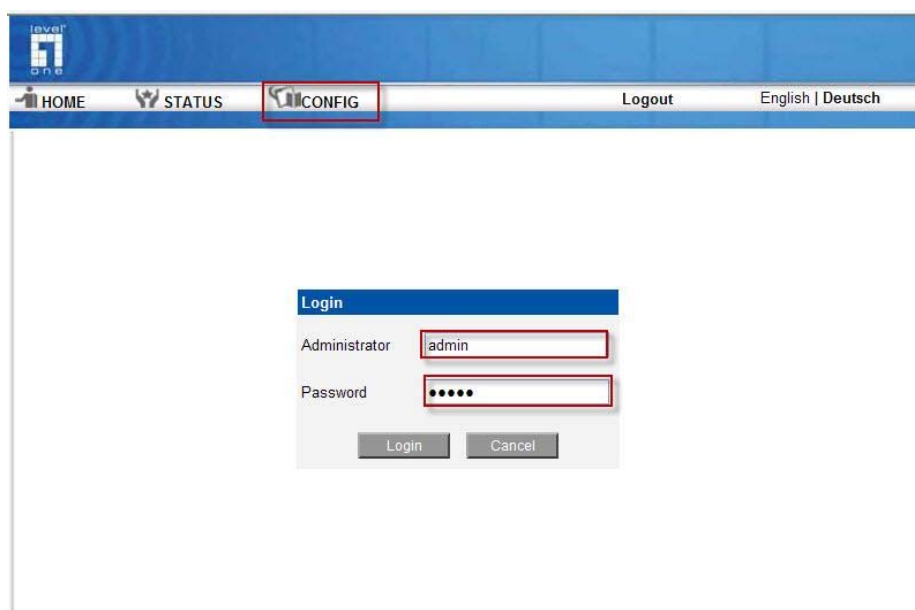 level
one
HOME STATUS CONFIG Logout English | Deutsch
Login
Administrator admin
Password •••••
Login Cancel